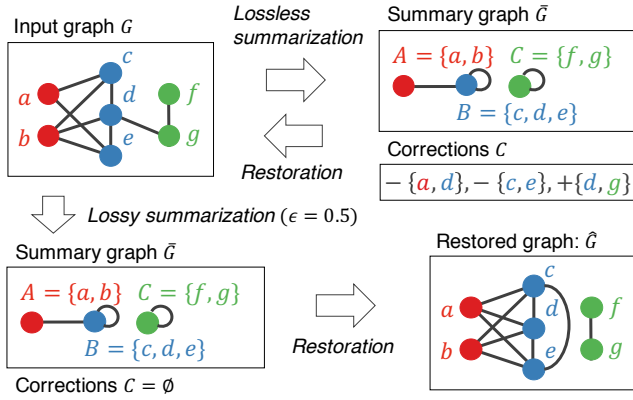 Input graph G
a
b
c
d
e
f
g
Lossless
summarization
Restoration
Summary graph Ḡ
A = {a, b} C = {f, g}
B = {c, d, e}
Corrections C
− {a, d}, − {c, e}, +{d, g}
Lossy summarization (ϵ = 0.5)
Summary graph Ḡ
A = {a, b} C = {f, g}
B = {c, d, e}
Corrections C = ∅
Restoration
Restored graph: Ĝ
a
b
c
d
e
f
g